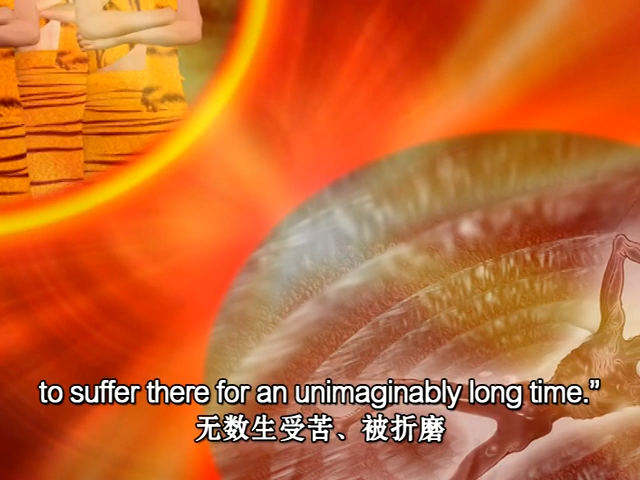 to suffer there for an unimaginably long time.”
无数生受苦、被折磨